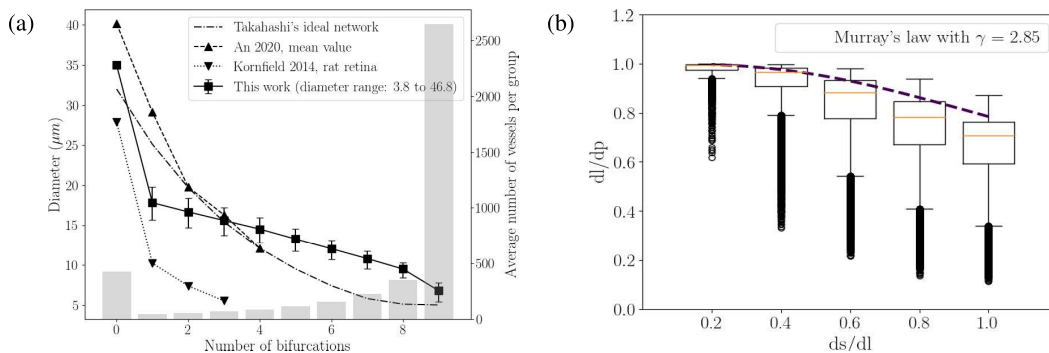 (a)
40
35
30
25
20
15
10
5
Diameter (μm)
Takahashi's ideal network
An 2020, mean value
Kornfield 2014, rat retina
This work (diameter range: 3.8 to 46.8)
2500
2000
1500
1000
500
0
Average number of vessels per group
0 2 4 6 8
Number of bifurcations
(b)
1.2
1.0
0.8
0.6
0.4
0.2
0.0
dl/dp
Murray's law with γ = 2.85
0.2 0.4 0.6 0.8 1.0
ds/dl